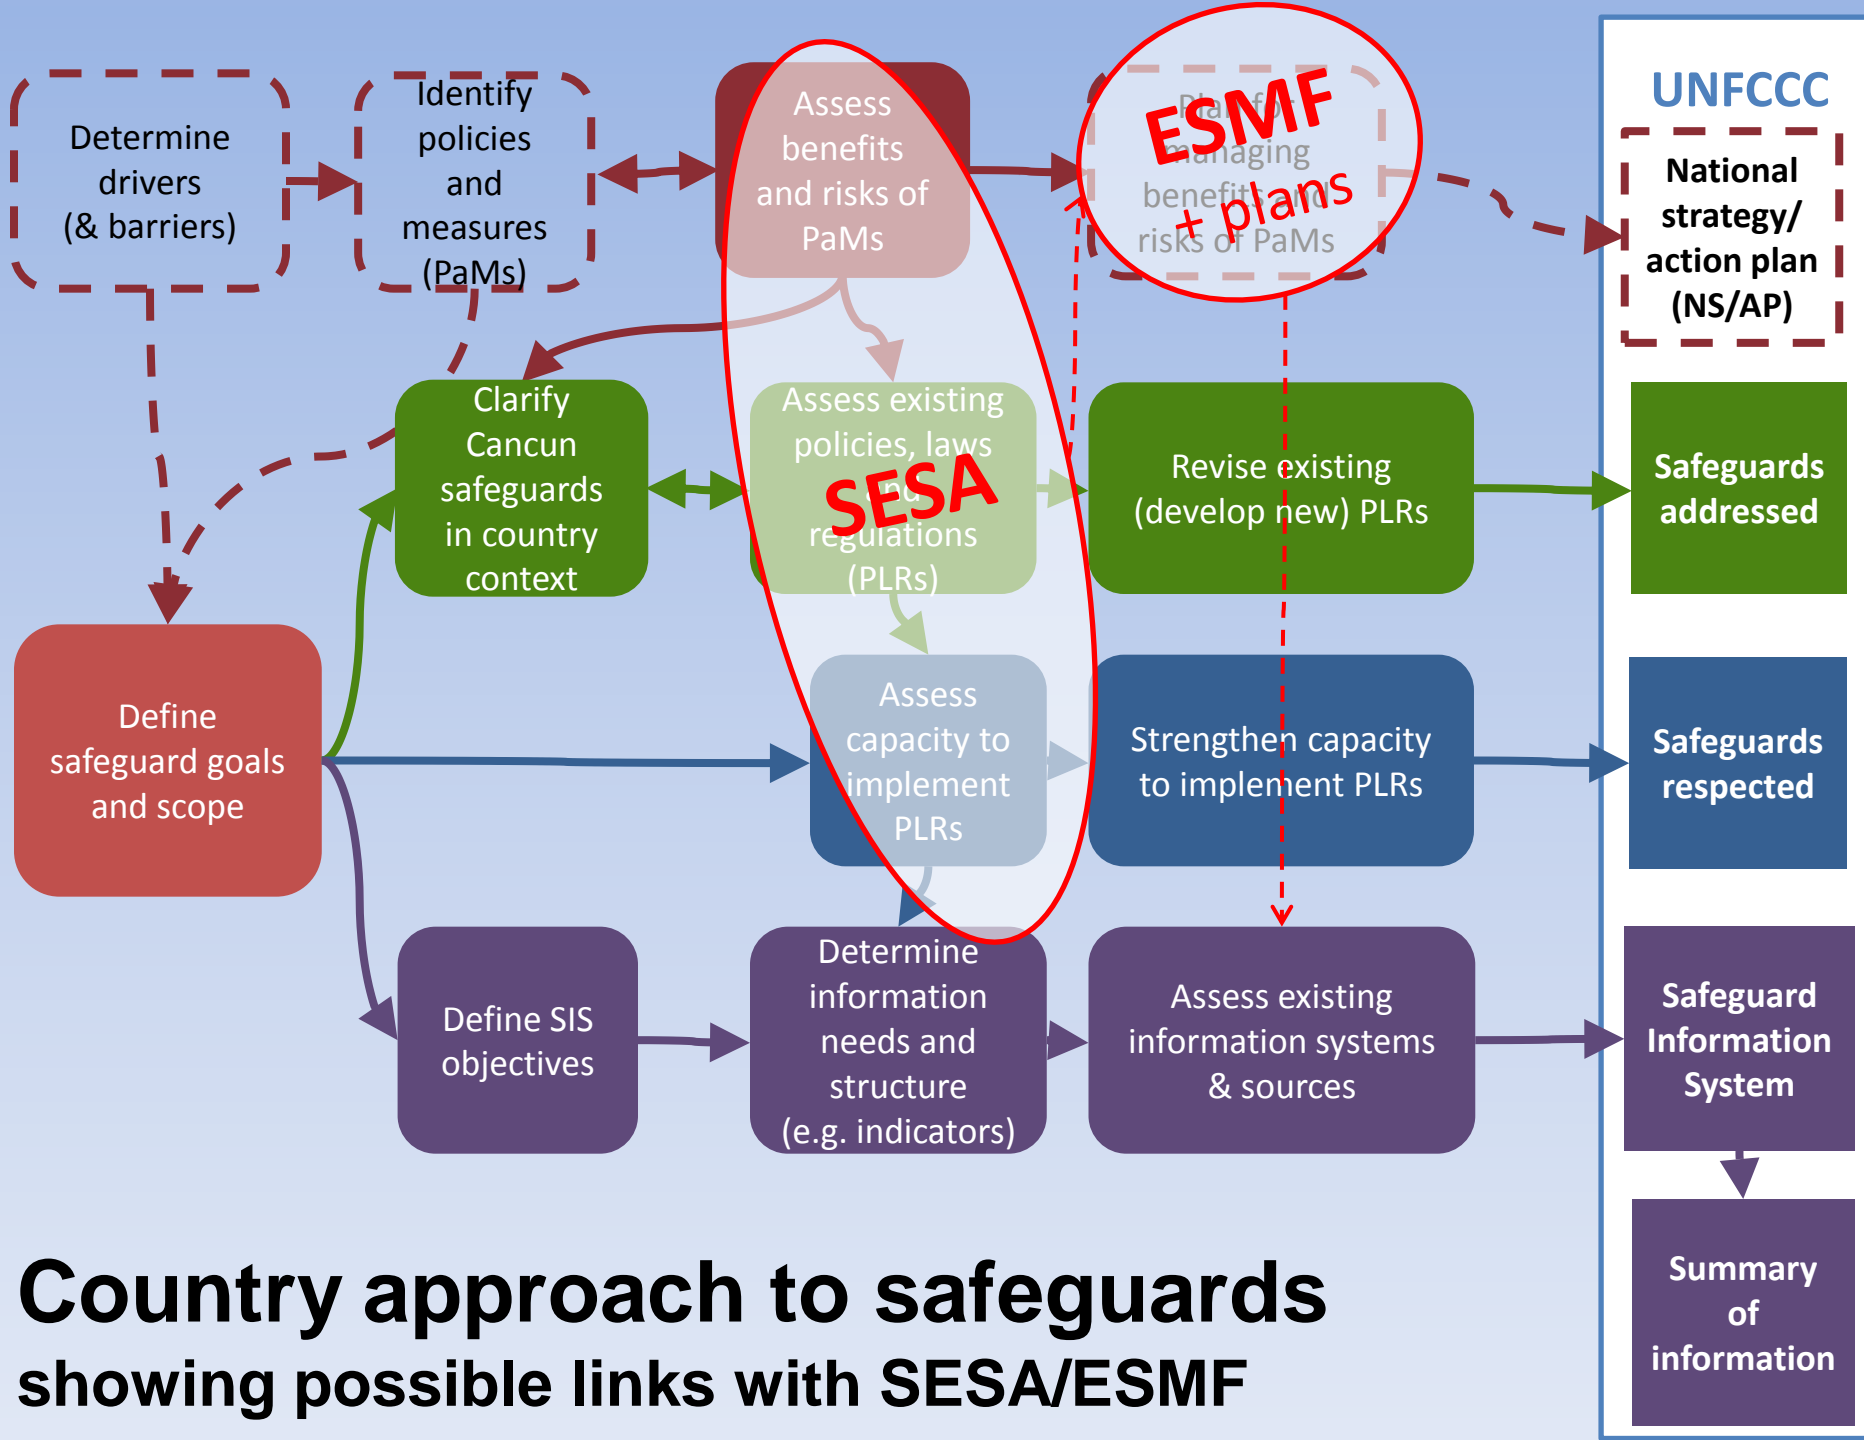 Determine
drivers
(& barriers)
Identify
policies
and
measures
(PaMs)
Assess
benefits
and risks of
PaMs
Plan for
managing
benefits and
risks of PaMs
ESMF
+ plans
UNFCCC
National
strategy/
action plan
(NS/AP)
Clarify
Cancun
safeguards
in country
context
Assess existing
policies, laws
and
regulations
(PLRs)
SESA
Revise existing
(develop new) PLRs
Safeguards
addressed
Define
safeguard goals
and scope
Assess
capacity to
implement
PLRs
Strengthen capacity
to implement PLRs
Safeguards
respected
Define SIS
objectives
Determine
information
needs and
structure
(e.g. indicators)
Assess existing
information systems
& sources
Safeguard
Information
System
Summary
of
information
Country approach to safeguards
showing possible links with SESA/ESMF